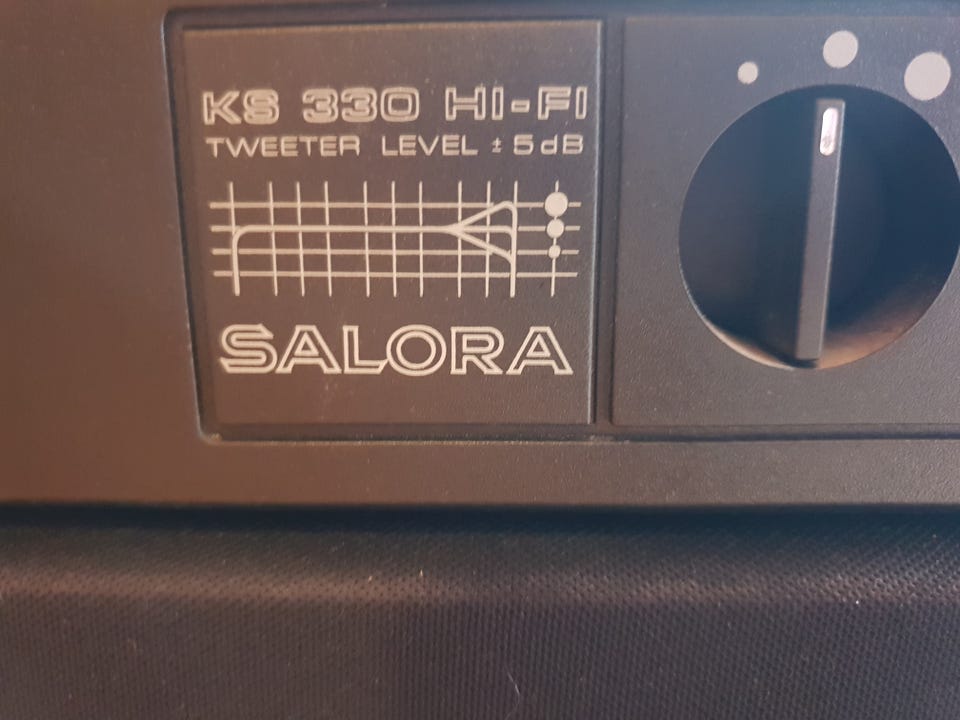 KS 330 HI-FI
TWEETER LEVEL ± 5dB
SALORA